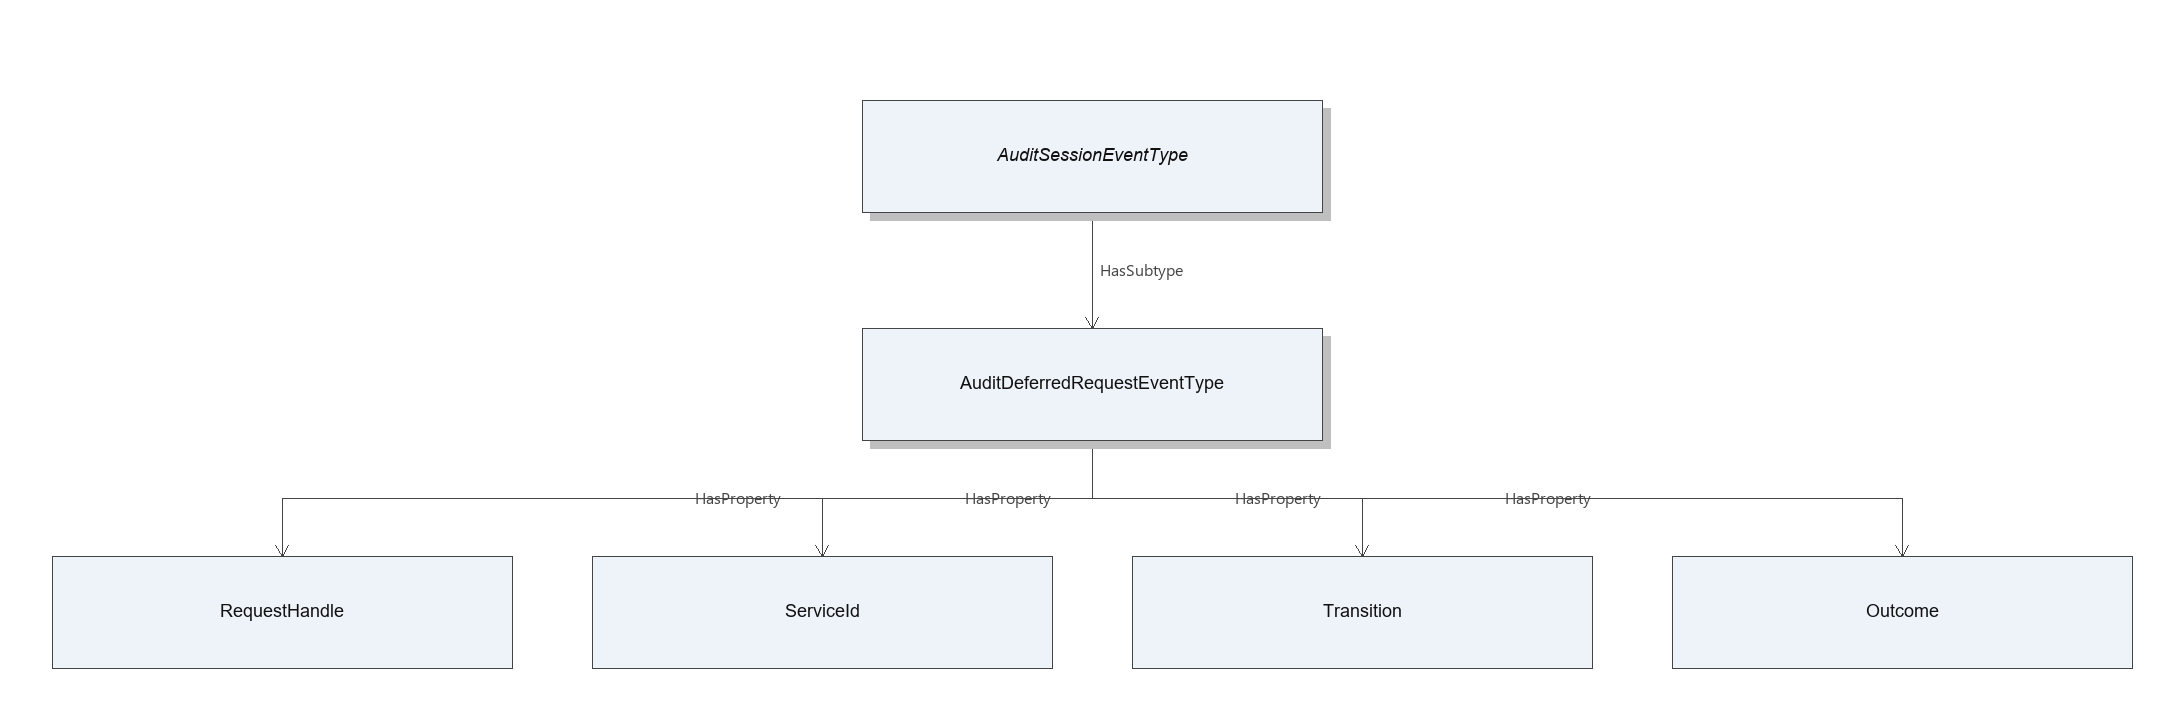 AuditSessionEventType
HasSubtype
AuditDeferredRequestEventType
HasProperty HasProperty HasProperty HasProperty
RequestHandle ServiceId Transition Outcome